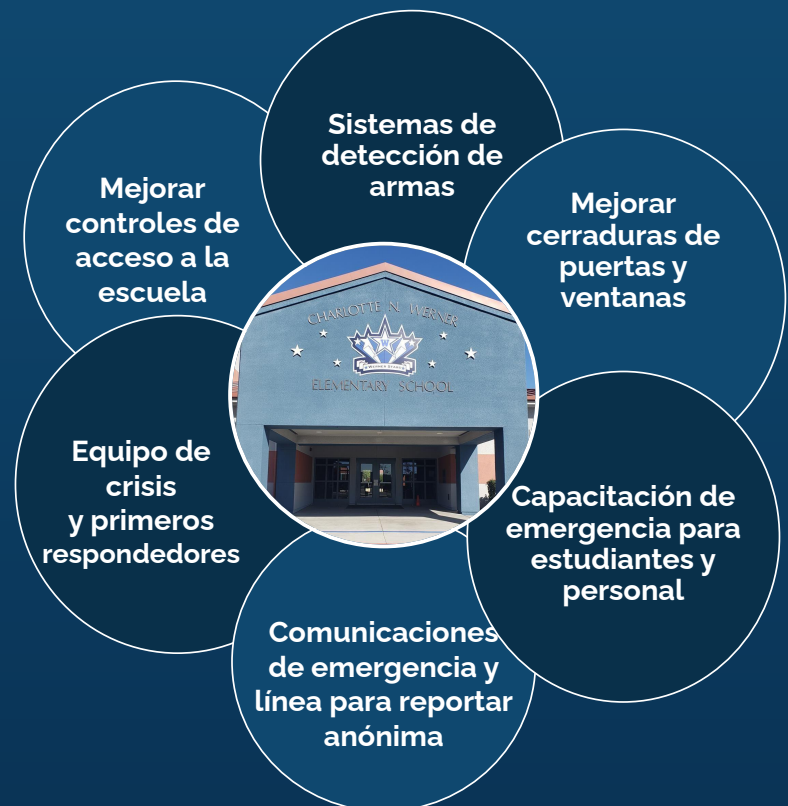 Sistemas de
detección de
armas
Mejorar
controles de
acceso a la
escuela
Mejorar
cerraduras de
puertas y
ventanas
CHARLOTTE N. WERNER
ELEMENTARY SCHOOL
Equipo de
crisis
y primeros
respondedores
Capacitación de
emergencia para
estudiantes y
personal
Comunicaciones
de emergencia y
línea para reportar
anónima